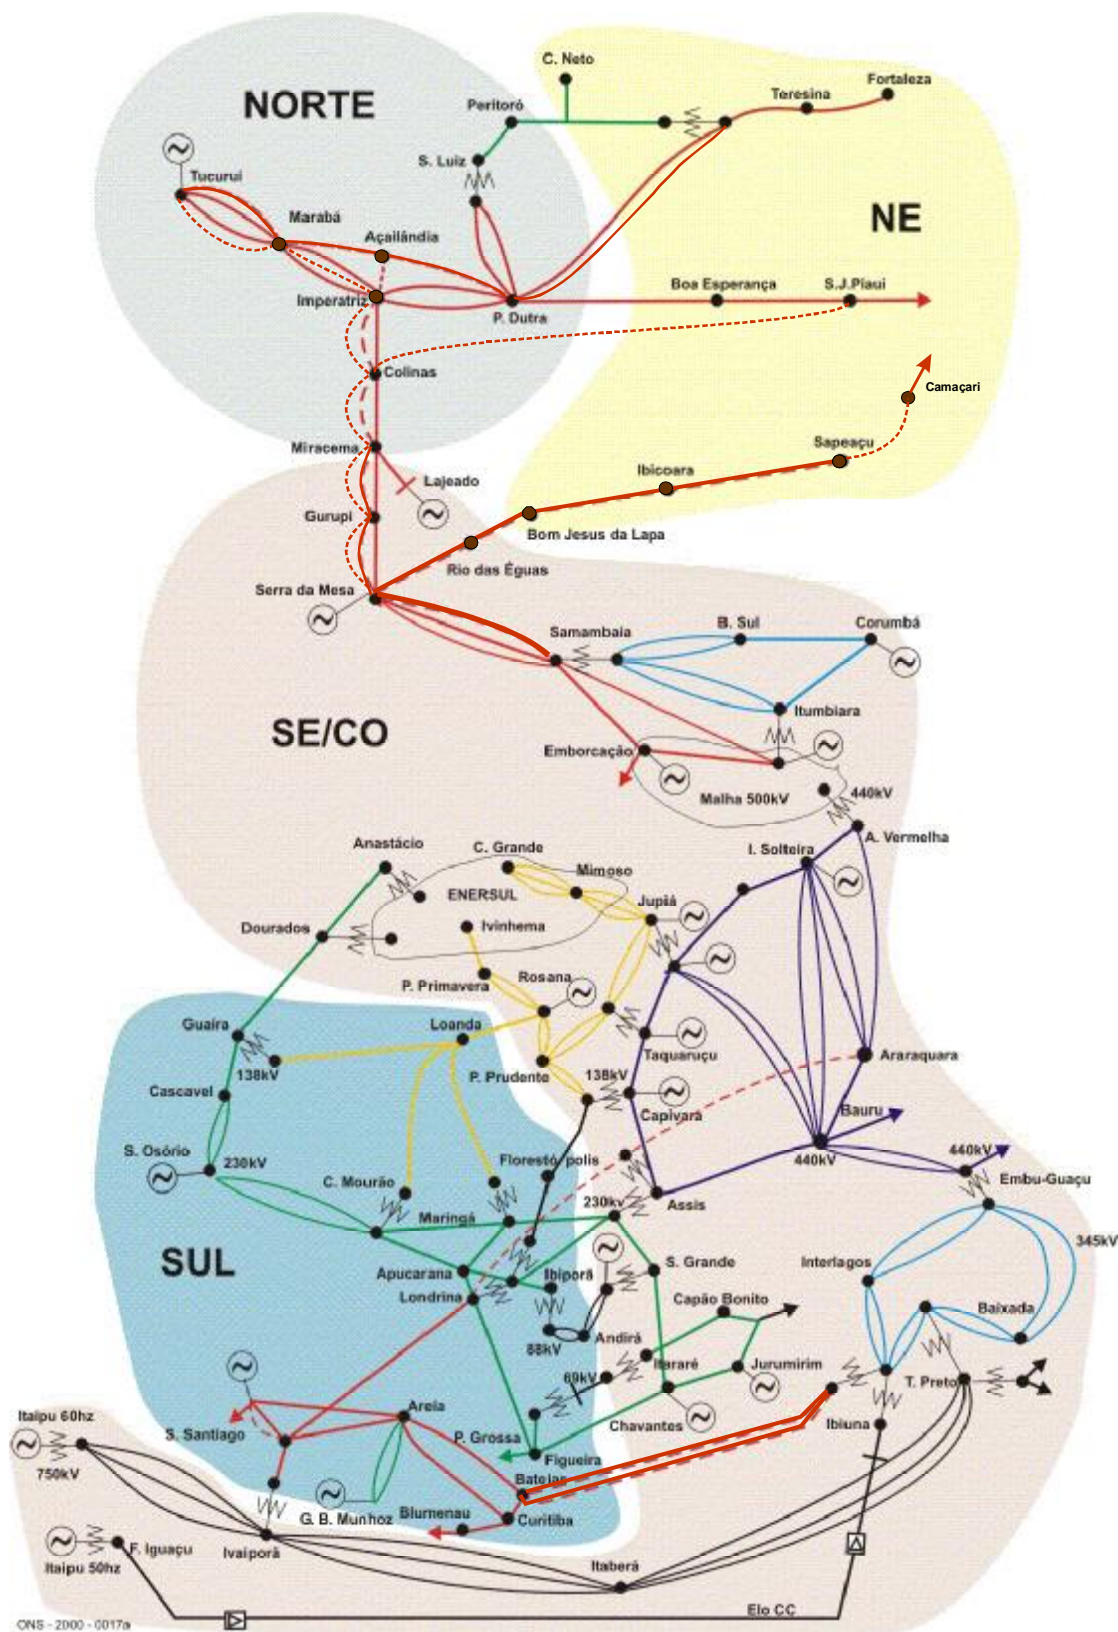 C. Neto
Fortaleza
Teresina
NORTE
Peritoró
S. Luiz
Tucurui
Marabá
Açailândia
NE
Imperatriz
P. Dutra
Boa Esperança
S.J.Piaui
Colinas
Camaçari
Miracema
Sapeaçu
Lajeado
Ibicoara
Gurupi
Bom Jesus da Lapa
Rio das Éguas
Serra da Mesa
Samambaia
B. Sul
Corumbá
SE/CO
Itumbiara
Emborcação
Malha 500kV
440kV
A. Vermelha
Anastácio
C. Grande
I. Solteira
Mimoso
ENERSUL
Jupiá
Dourados
Ivinhema
P. Primavera
Rosana
Guaíra
Loanda
Taquaruçu
Araraquara
138kV
P. Prudente
138kV
Cascavel
Capivara
Bauru
S. Osório
230kV
Florestópolis
440kV
440kV
Embu-Guaçu
C. Mourão
230kv
Assis
Maringá
345kV
SUL
Apucarana
Ibiporã
S. Grande
Interlagos
Londrina
Capão Bonito
Baixada
88kV
Andirá
Itararé
Jurumirim
69kV
T. Preto
Itaipu 60hz
Areia
S. Santiago
P. Grossa
Chavantes
Ibiuna
Figueira
750kV
Bateias
G. B. Munhoz
Blumenau
Curitiba
F. Iguaçu
Ivaiporã
Itaipu 50hz
Itaberá
Elo CC
ONS - 2000 - 0017a